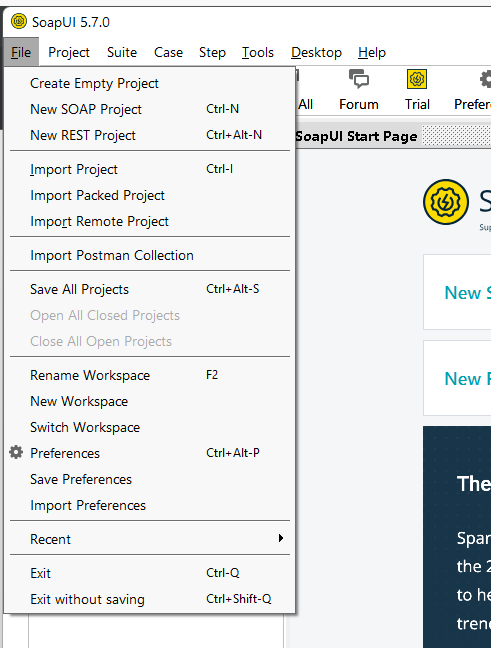 SoapUI 5.7.0
File Project Suite Case Step Tools Desktop Help
All Forum Trial Prefer
SoapUI Start Page
Create Empty Project
New SOAP Project Ctrl-N
New REST Project Ctrl+Alt-N
Import Project Ctrl-I
Import Packed Project
Import Remote Project
Import Postman Collection
Save All Projects Ctrl+Alt-S
Open All Closed Projects
Close All Open Projects
Rename Workspace F2
New Workspace
Switch Workspace
Preferences Ctrl+Alt-P
Save Preferences
Import Preferences
Recent
Exit Ctrl-Q
Exit without saving Ctrl+Shift-Q
S
Sup
New S
New
The
Spar
the 2
to he
tren